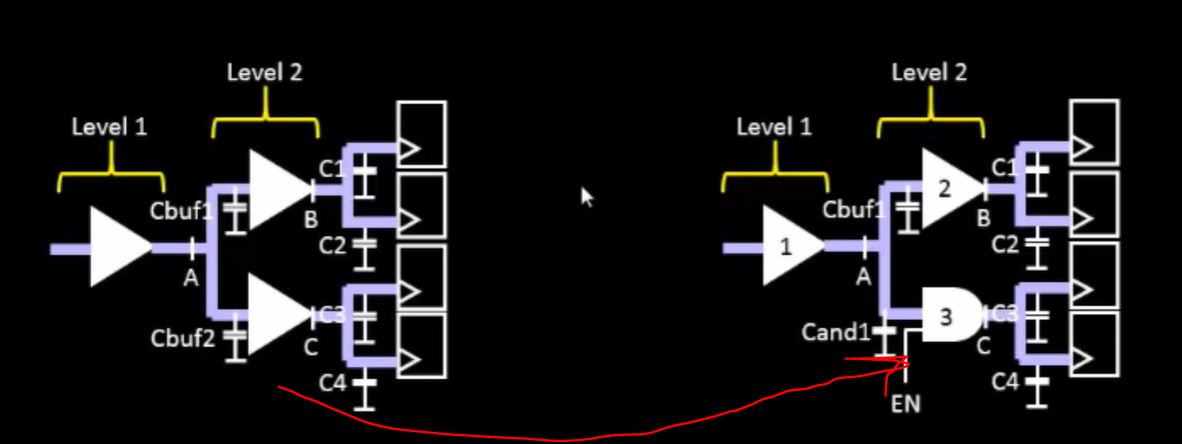 Level 2
Level 1
Cbuf1
C1
B
A
C2
Cbuf2
C3
C
C4
Level 2
Level 1
Cbuf1
2
C1
B
1
A
C2
Cand1
3
C3
C
C4
EN